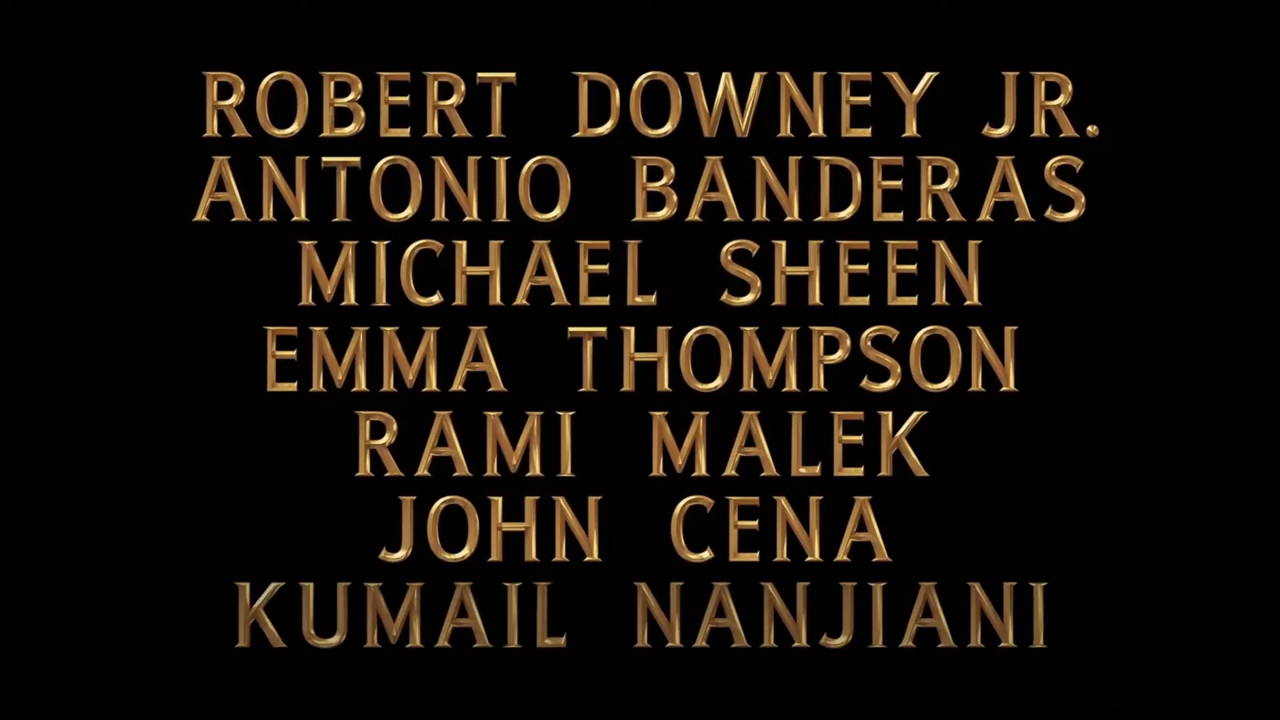 ROBERT DOWNEY JR.
ANTONIO BANDERAS
MICHAEL SHEEN
EMMA THOMPSON
RAMI MALEK
JOHN CENA
KUMAIL NANJIANI